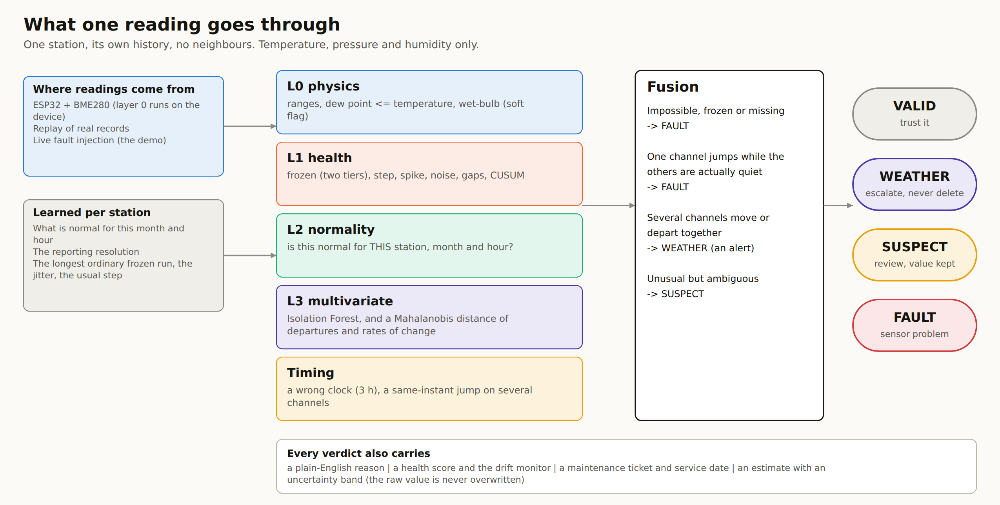 What one reading goes through
One station, its own history, no neighbours. Temperature, pressure and humidity only.
Where readings come from
ESP32 + BME280 (layer 0 runs on the
device)
Replay of real records
Live fault injection (the demo)
Learned per station
What is normal for this month and
hour
The reporting resolution
The longest ordinary frozen run, the
jitter, the usual step
L0 physics
ranges, dew point <= temperature, wet-bulb (soft
flag)
L1 health
frozen (two tiers), step, spike, noise, gaps, CUSUM
L2 normality
is this normal for THIS station, month and hour?
L3 multivariate
Isolation Forest, and a Mahalanobis distance of
departures and rates of change
Timing
a wrong clock (3 h), a same-instant jump on several
channels
Fusion
Impossible, frozen or missing
-> FAULT
One channel jumps while the
others are actually quiet
-> FAULT
Several channels move or
depart together
-> WEATHER (an alert)
Unusual but ambiguous
-> SUSPECT
VALID
trust it
WEATHER
escalate, never delete
SUSPECT
review, value kept
FAULT
sensor problem
Every verdict also carries
a plain-English reason | a health score and the drift monitor | a maintenance ticket and service date | an estimate with an
uncertainty band (the raw value is never overwritten)